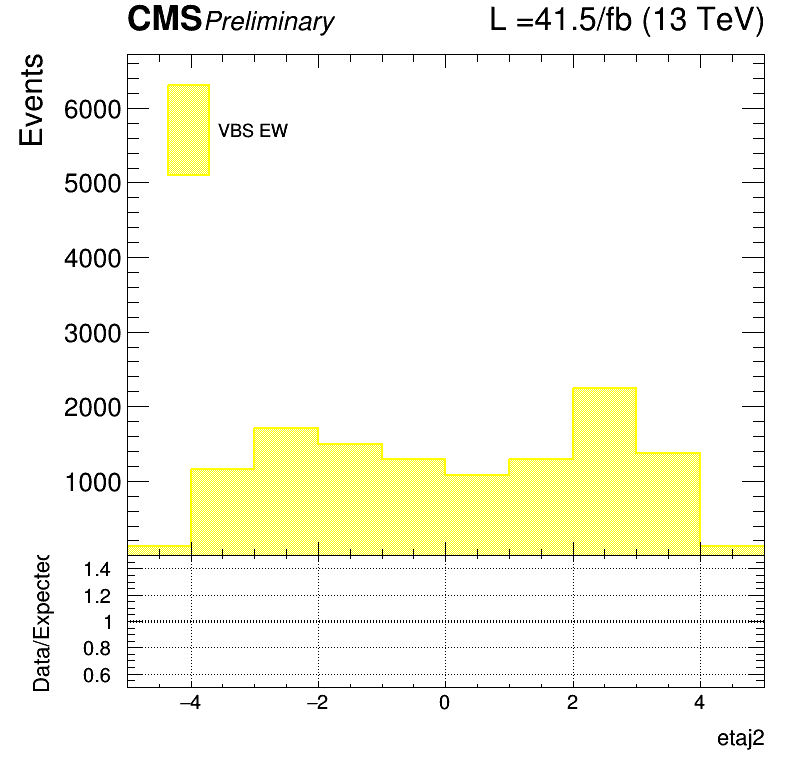 CMS Preliminary L =41.5/fb (13 TeV)
Events
6000
5000
4000
3000
2000
1000
VBS EW
Data/Expected
1.4
1.2
1
0.8
0.6
−4 −2 0 2 4
etaj2